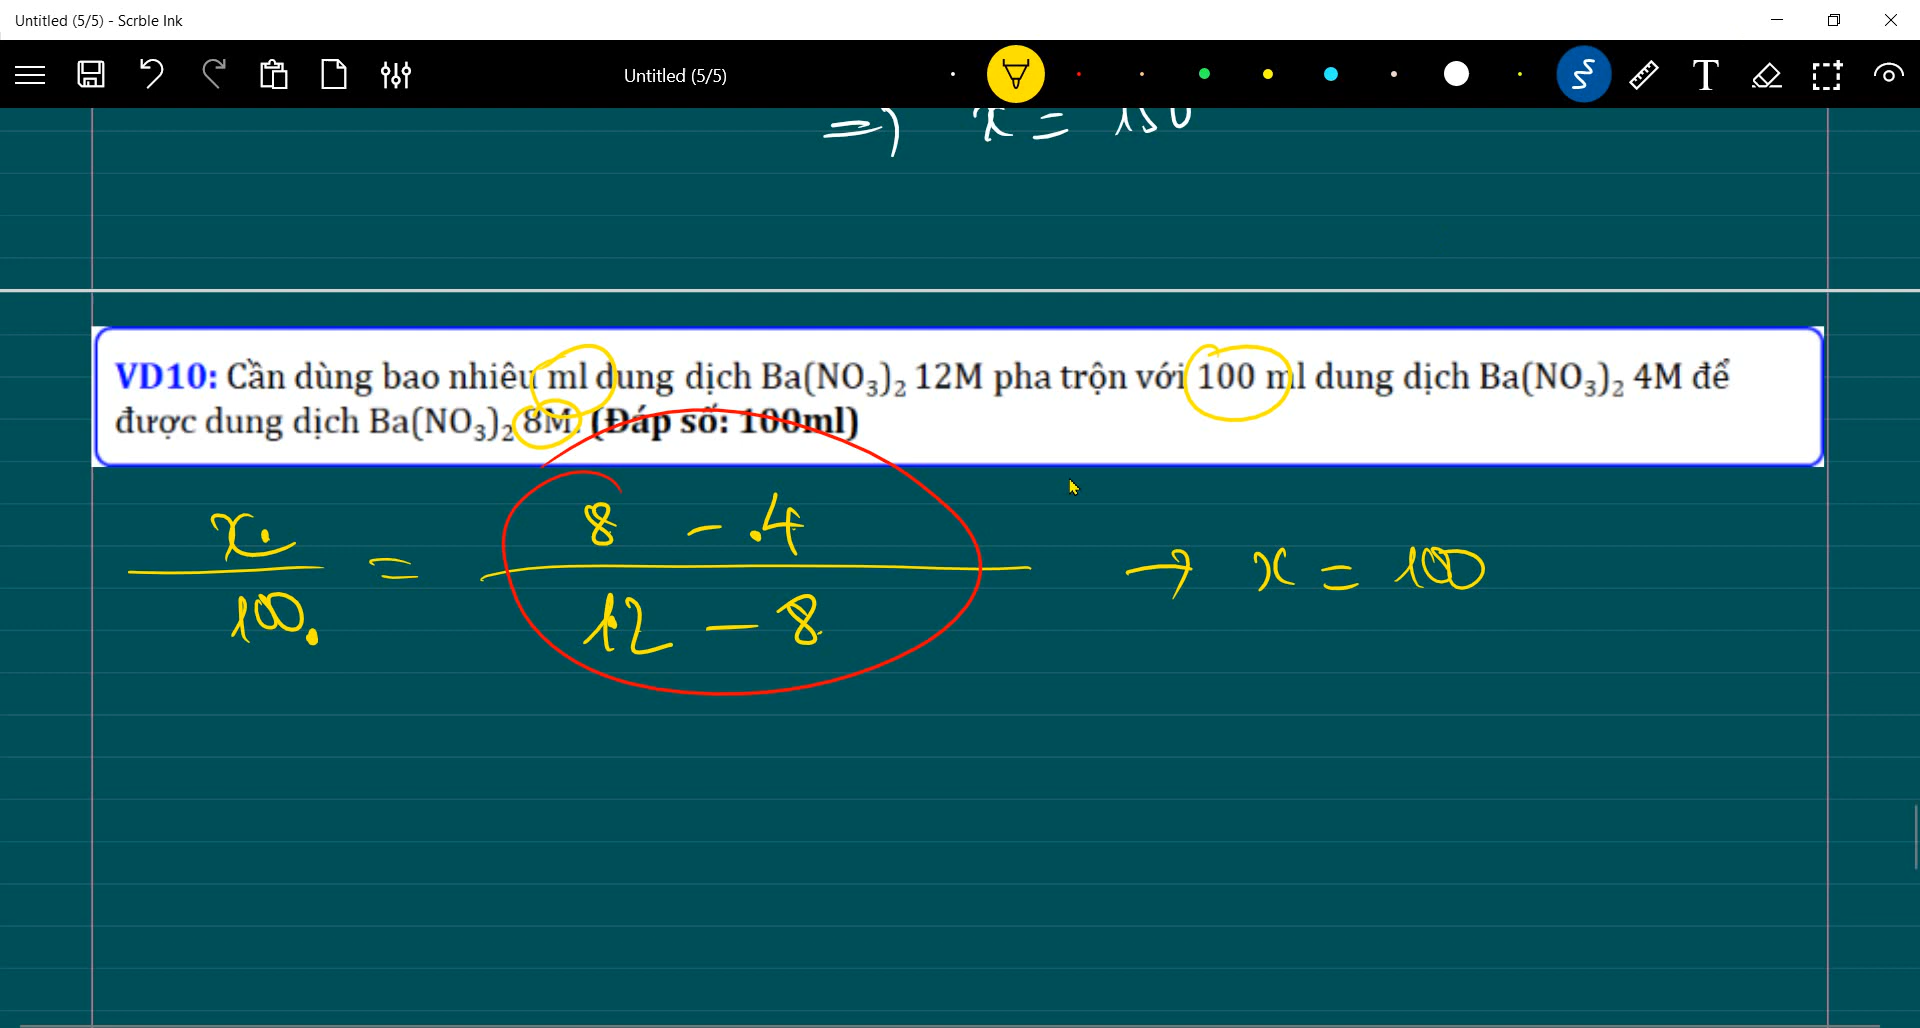 Untitled (5/5) - Scrble Ink
Untitled (5/5)
T
=> x = 150
VD10: Cần dùng bao nhiêu ml dung dịch Ba(NO₃)₂ 12M pha trộn với 100 ml dung dịch Ba(NO₃)₂ 4M để
được dung dịch Ba(NO₃)₂ 8M. (Đáp số: 100ml)
x. / 100. = 8 - .4 / 12 - 8 → x = 100